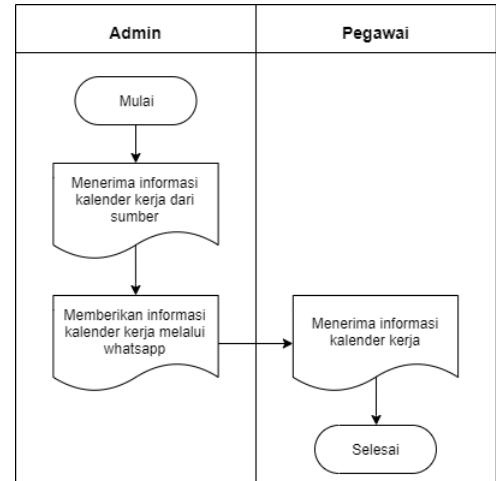 Admin
Pegawai
Mulai
Menerima informasi
kalender kerja dari
sumber
Memberikan informasi
kalender kerja melalui
whatsapp
Menerima informasi
kalender kerja
Selesai